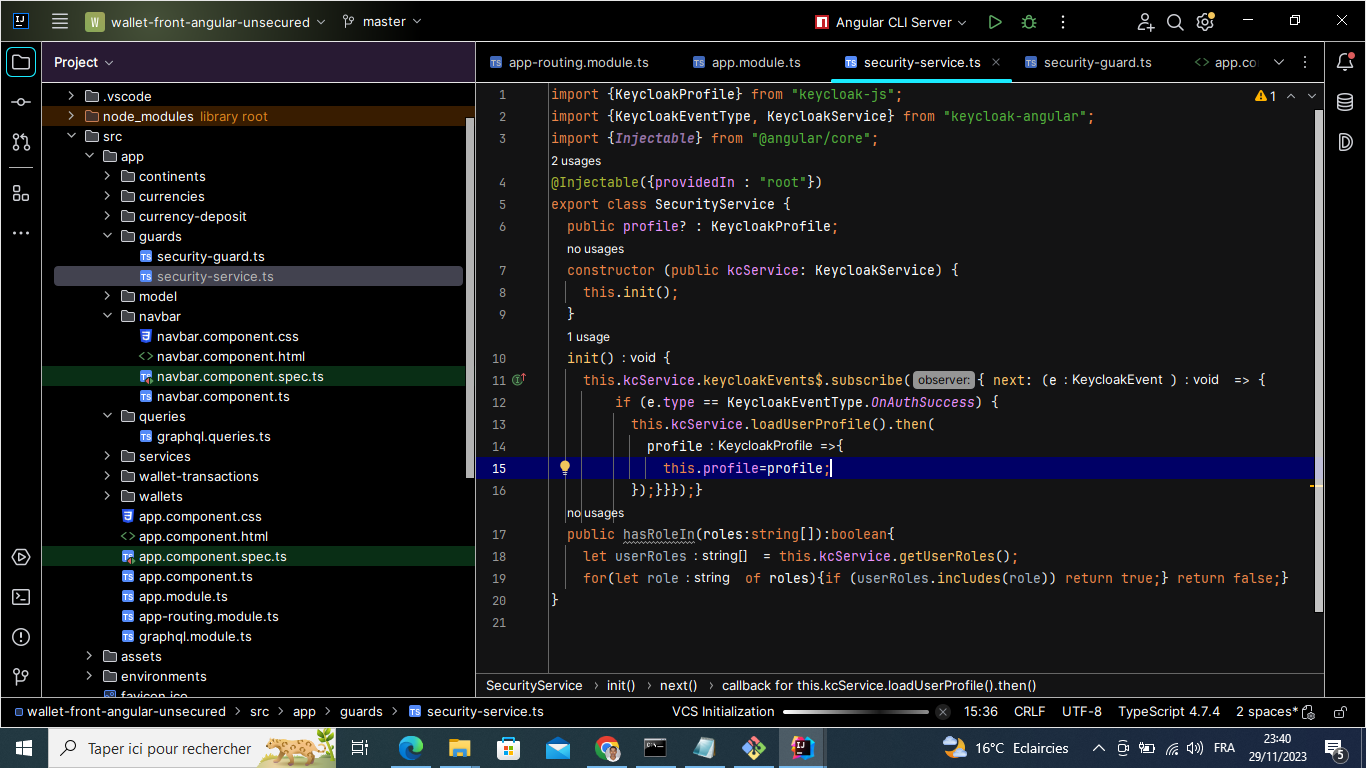 W wallet-front-angular-unsecured master Angular CLI Server
Project
.vscode
node_modules library root
src
app
continents
currencies
currency-deposit
guards
security-guard.ts
security-service.ts
model
navbar
navbar.component.css
navbar.component.html
navbar.component.spec.ts
navbar.component.ts
queries
graphql.queries.ts
services
wallet-transactions
wallets
app.component.css
app.component.html
app.component.spec.ts
app.component.ts
app.module.ts
app-routing.module.ts
graphql.module.ts
assets
environments
favicon.ico
app-routing.module.ts app.module.ts security-service.ts security-guard.ts <> app.co
1 import {KeycloakProfile} from "keycloak-js"; 1
2 import {KeycloakEventType, KeycloakService} from "keycloak-angular";
3 import {Injectable} from "@angular/core";
2 usages
4 @Injectable({providedIn : "root"})
5 export class SecurityService {
6 public profile? : KeycloakProfile;
no usages
7 constructor (public kcService: KeycloakService) {
8 this.init();
9 }
1 usage
10 init() : void {
11 this.kcService.keycloakEvents$.subscribe( observer: { next: (e : KeycloakEvent ) : void => {
12 if (e.type == KeycloakEventType.OnAuthSuccess) {
13 this.kcService.loadUserProfile().then(
14 profile : KeycloakProfile =>{
15 this.profile=profile;
16 });}}});}
no usages
17 public hasRoleIn(roles:string[]):boolean{
18 let userRoles : string[] = this.kcService.getUserRoles();
19 for(let role : string of roles){if (userRoles.includes(role)) return true;} return false;}
20 }
21
SecurityService › init() › next() › callback for this.kcService.loadUserProfile().then()
wallet-front-angular-unsecured › src › app › guards › security-service.ts VCS Initialization 15:36 CRLF UTF-8 TypeScript 4.7.4 2 spaces*
Taper ici pour rechercher 16°C Eclaircies FRA 23:40
29/11/2023 5